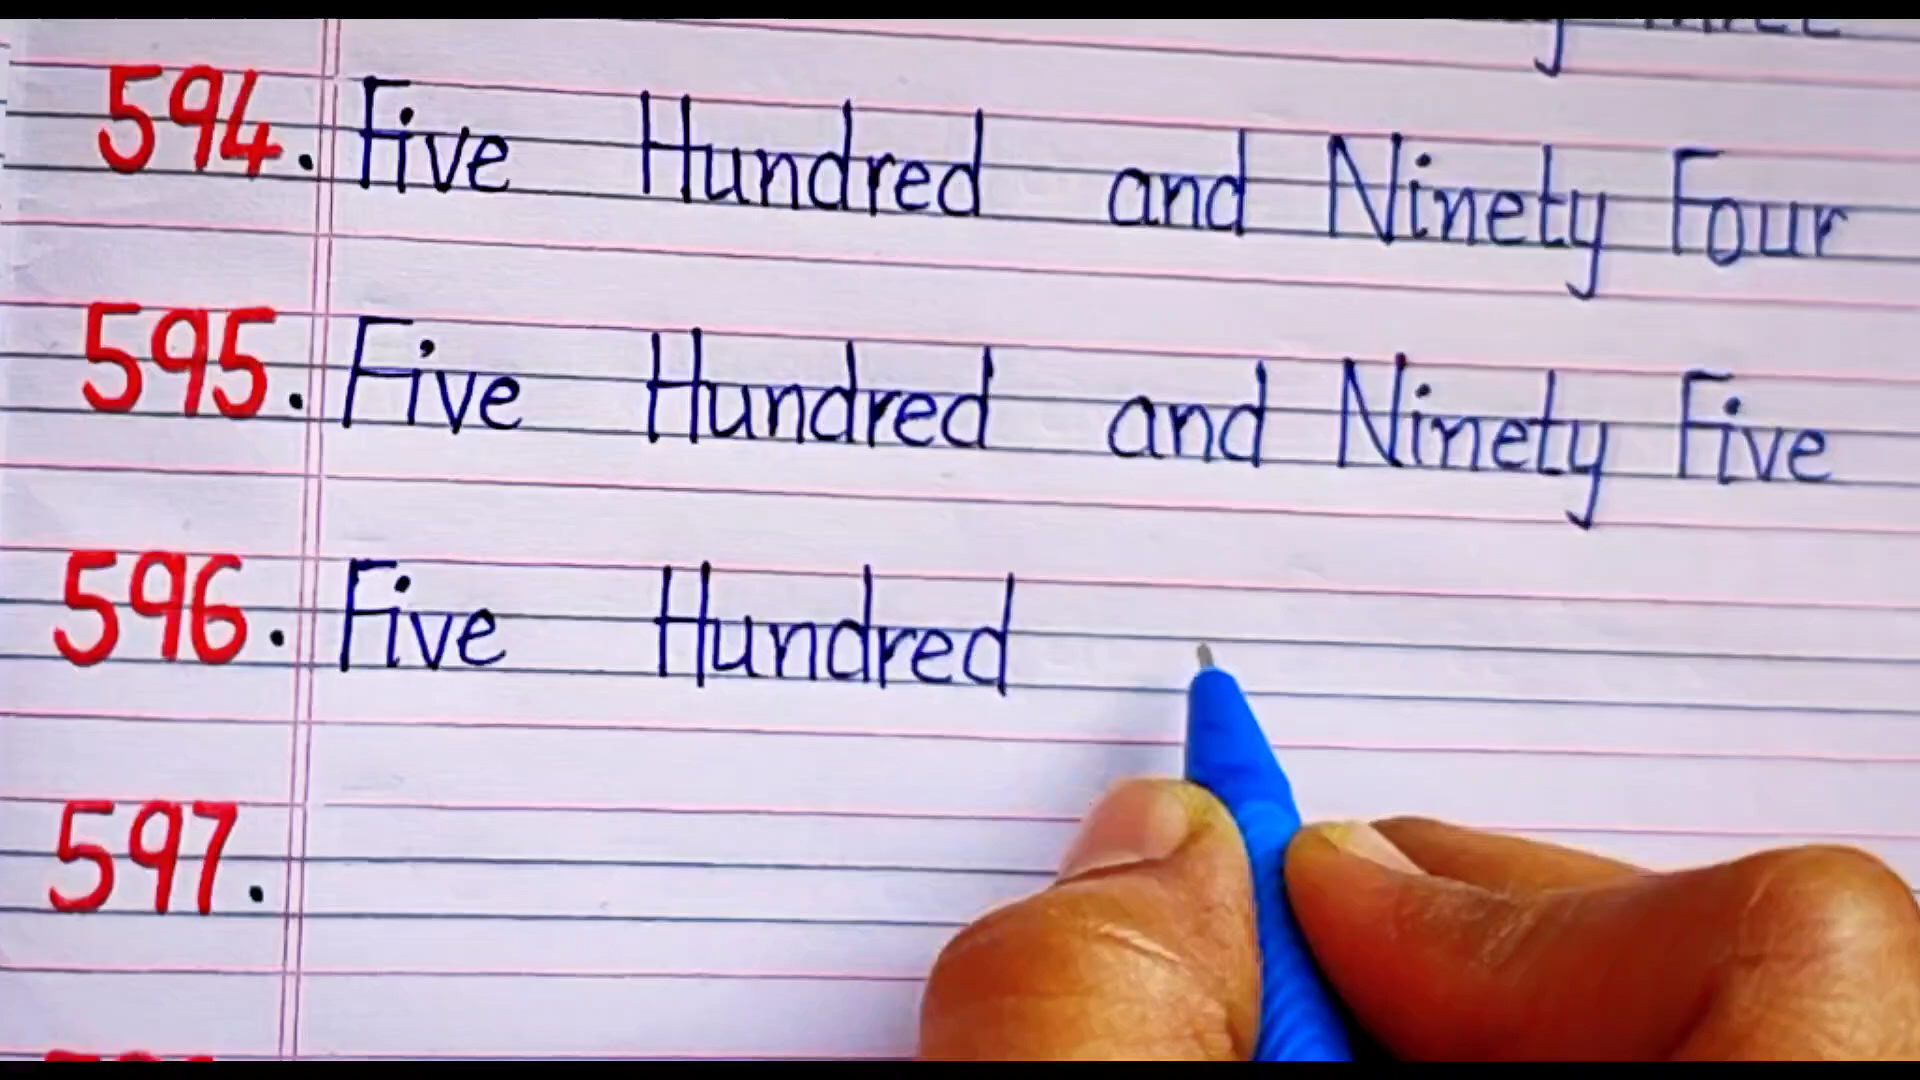 594. Five Hundred and Ninety Four
595. Five Hundred and Ninety Five
596. Five Hundred
597.